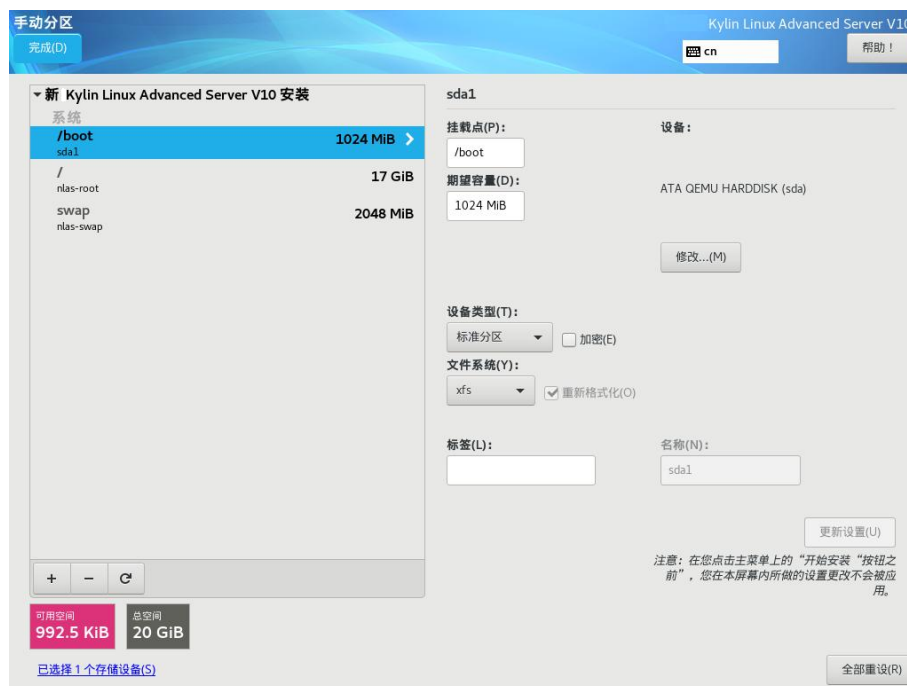 手动分区
Kylin Linux Advanced Server V10
完成(D)
cn
帮助！
新 Kylin Linux Advanced Server V10 安装
系统
/boot
1024 MiB
sda1
/
17 GiB
nlas-root
swap
2048 MiB
nlas-swap
sda1
挂载点(P)：
设备：
/boot
期望容量(D)：
ATA QEMU HARDDISK (sda)
1024 MiB
修改...(M)
设备类型(T)：
标准分区
加密(E)
文件系统(Y)：
xfs
重新格式化(O)
标签(L)：
名称(N)：
sda1
更新设置(U)
注意：在您点击主菜单上的“开始安装“按钮之
前”，您在本屏幕内所做的设置更改不会被应
用。
+ −
可用空间
992.5 KiB
总空间
20 GiB
已选择 1 个存储设备(S)
全部重设(R)